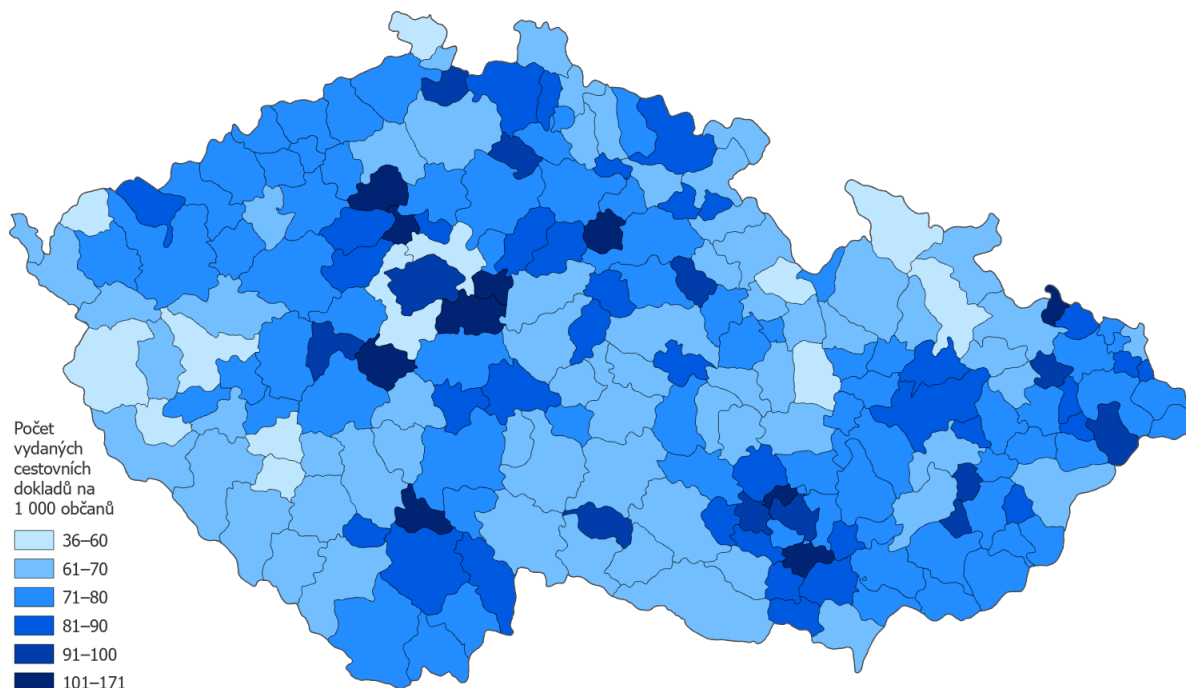 Počet
vydaných
cestovních
dokladů na
1 000 občanů
36–60
61–70
71–80
81–90
91–100
101–171